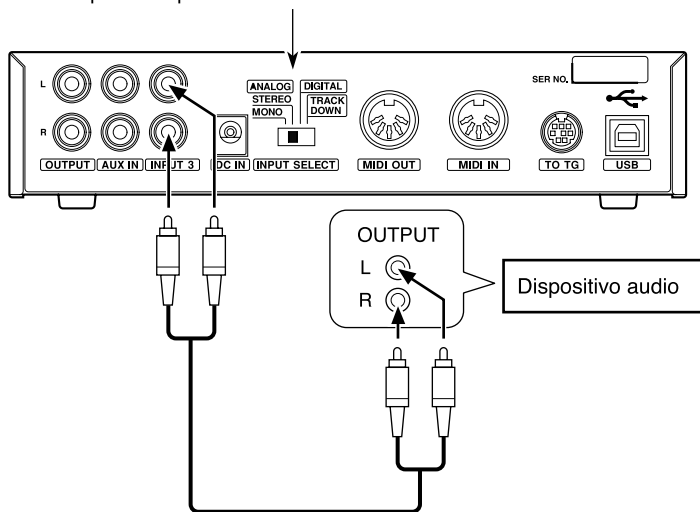 L
R
OUTPUT
AUX IN
INPUT 3
DC IN
ANALOG
STEREO
MONO
DIGITAL
TRACK
DOWN
INPUT SELECT
MIDI OUT
MIDI IN
SER NO.
TO TG
USB
OUTPUT
L
R
Dispositivo audio